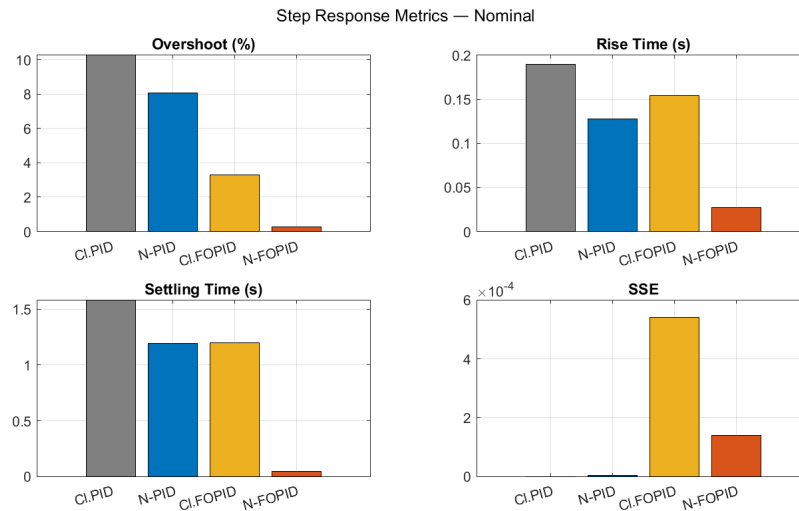 Step Response Metrics — Nominal
Overshoot (%)
10
8
6
4
2
0
Cl.PID N-PID Cl.FOPID N-FOPID
Rise Time (s)
0.2
0.15
0.1
0.05
0
Cl.PID N-PID Cl.FOPID N-FOPID
Settling Time (s)
1.5
1
0.5
0
Cl.PID N-PID Cl.FOPID N-FOPID
SSE
×10⁻⁴
6
4
2
0
Cl.PID N-PID Cl.FOPID N-FOPID